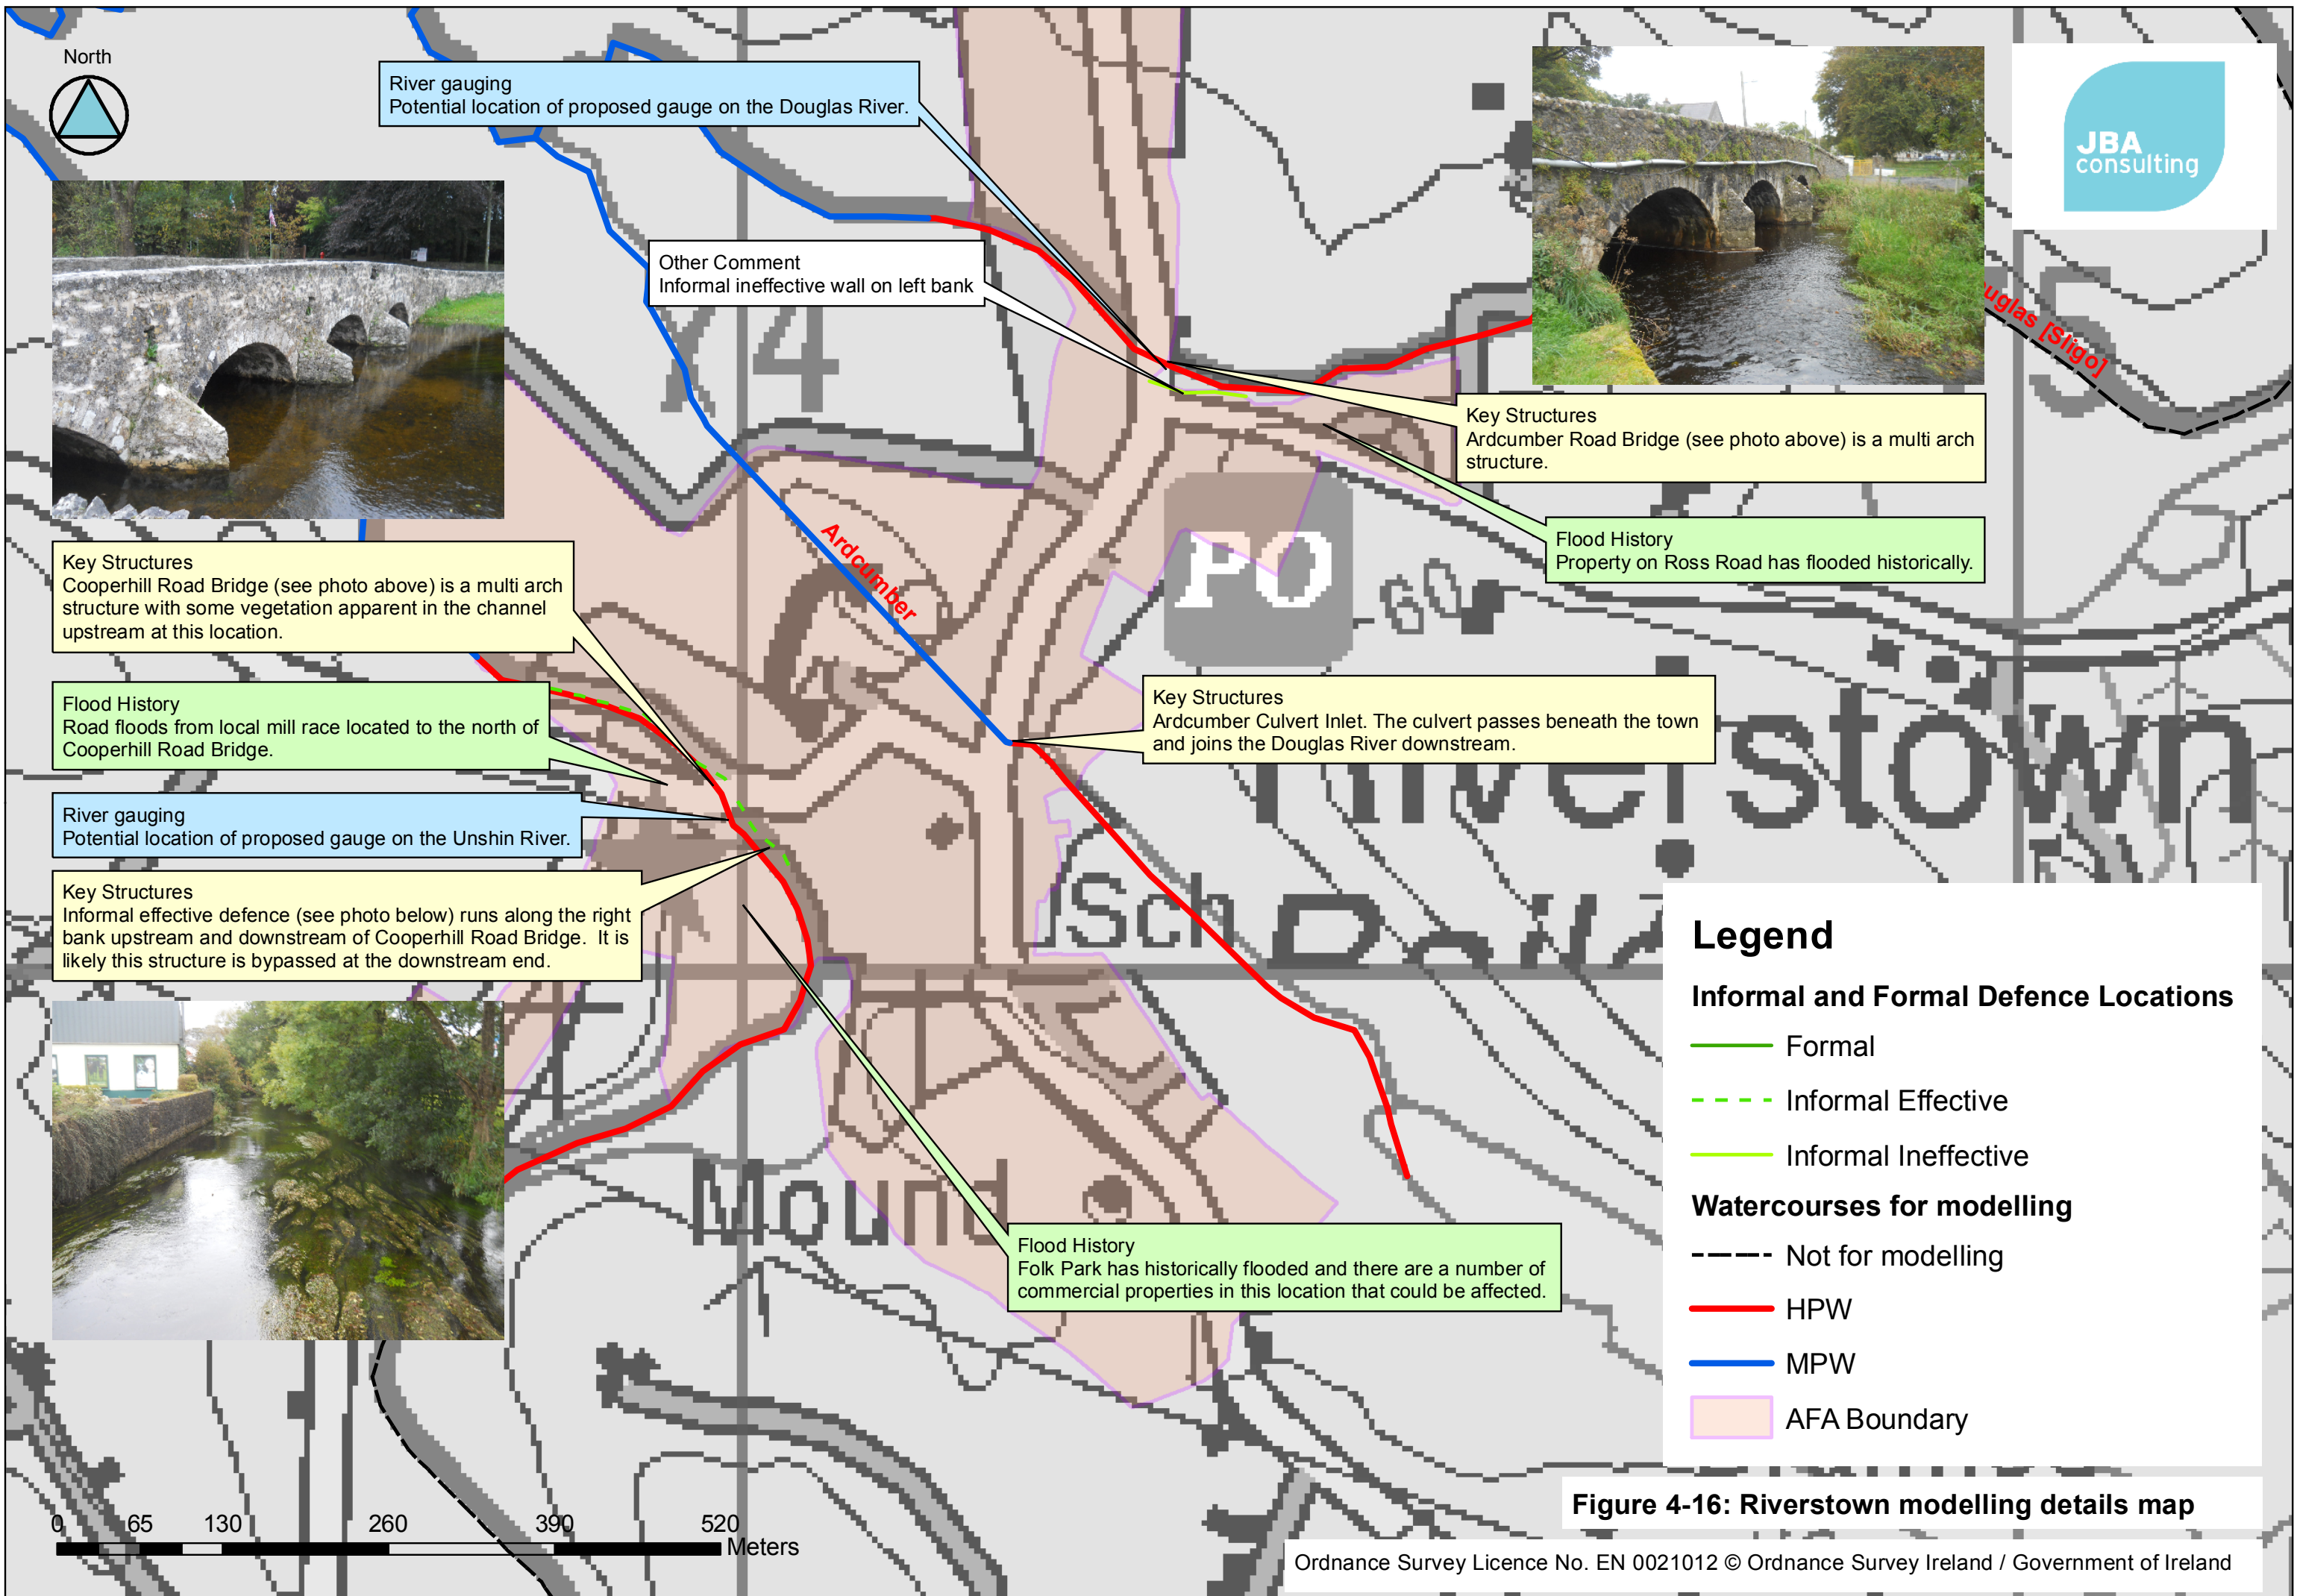 North
River gauging
Potential location of proposed gauge on the Douglas River.
JBA
consulting
Other Comment
Informal ineffective wall on left bank
uglas [Sligo]
Key Structures
Ardcumber Road Bridge (see photo above) is a multi arch
structure.
Flood History
Property on Ross Road has flooded historically.
PO
60
Ardcumber
Key Structures
Cooperhill Road Bridge (see photo above) is a multi arch
structure with some vegetation apparent in the channel
upstream at this location.
Flood History
Road floods from local mill race located to the north of
Cooperhill Road Bridge.
Key Structures
Ardcumber Culvert Inlet. The culvert passes beneath the town
and joins the Douglas River downstream.
River gauging
Potential location of proposed gauge on the Unshin River.
Key Structures
Informal effective defence (see photo below) runs along the right
bank upstream and downstream of Cooperhill Road Bridge.  It is
likely this structure is bypassed at the downstream end.
Riverstown
Sch
Mound
Flood History
Folk Park has historically flooded and there are a number of
commercial properties in this location that could be affected.
Legend
Informal and Formal Defence Locations
Formal
Informal Effective
Informal Ineffective
Watercourses for modelling
Not for modelling
HPW
MPW
AFA Boundary
0 65 130 260 390 520
Meters
Figure 4-16: Riverstown modelling details map
Ordnance Survey Licence No. EN 0021012 © Ordnance Survey Ireland / Government of Ireland